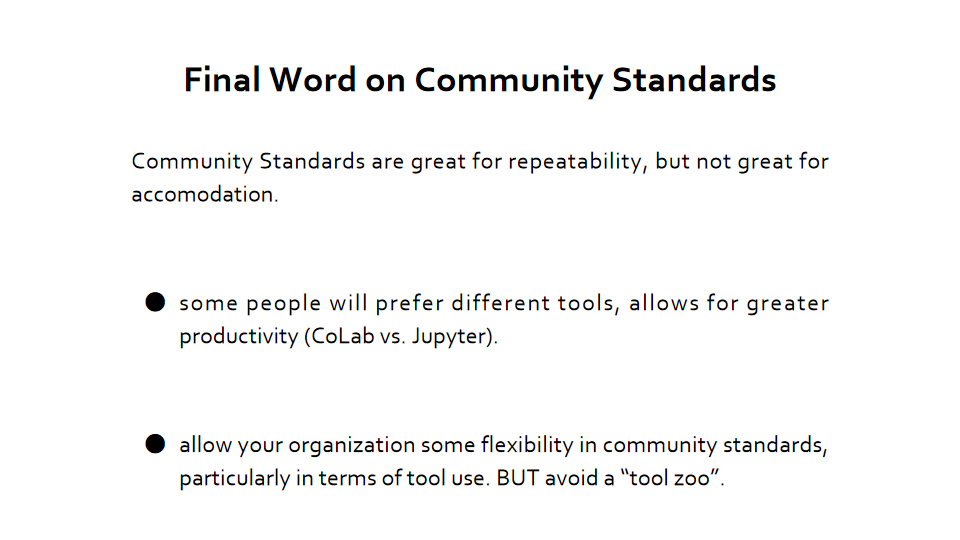 Final Word on Community Standards
Community Standards are great for repeatability, but not great for
accomodation.
● some people will prefer different tools, allows for greater
productivity (CoLab vs. Jupyter).
● allow your organization some flexibility in community standards,
particularly in terms of tool use. BUT avoid a “tool zoo”.